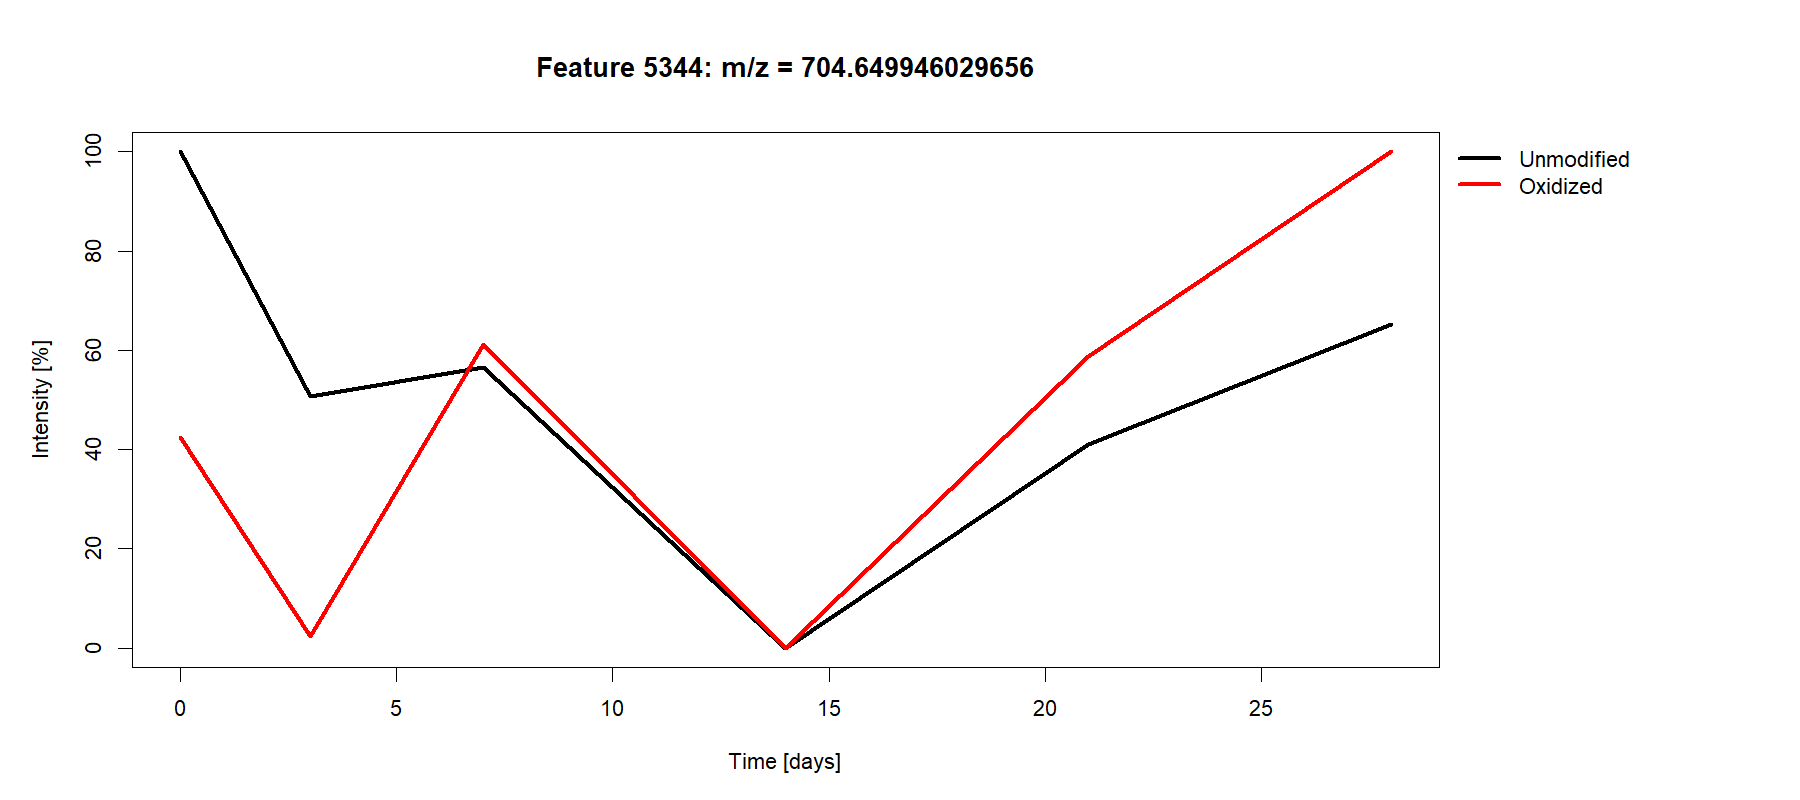 Feature 5344: m/z = 704.649946029656
Unmodified
Oxidized
Intensity [%]
100
80
60
40
20
0
0 5 10 15 20 25
Time [days]